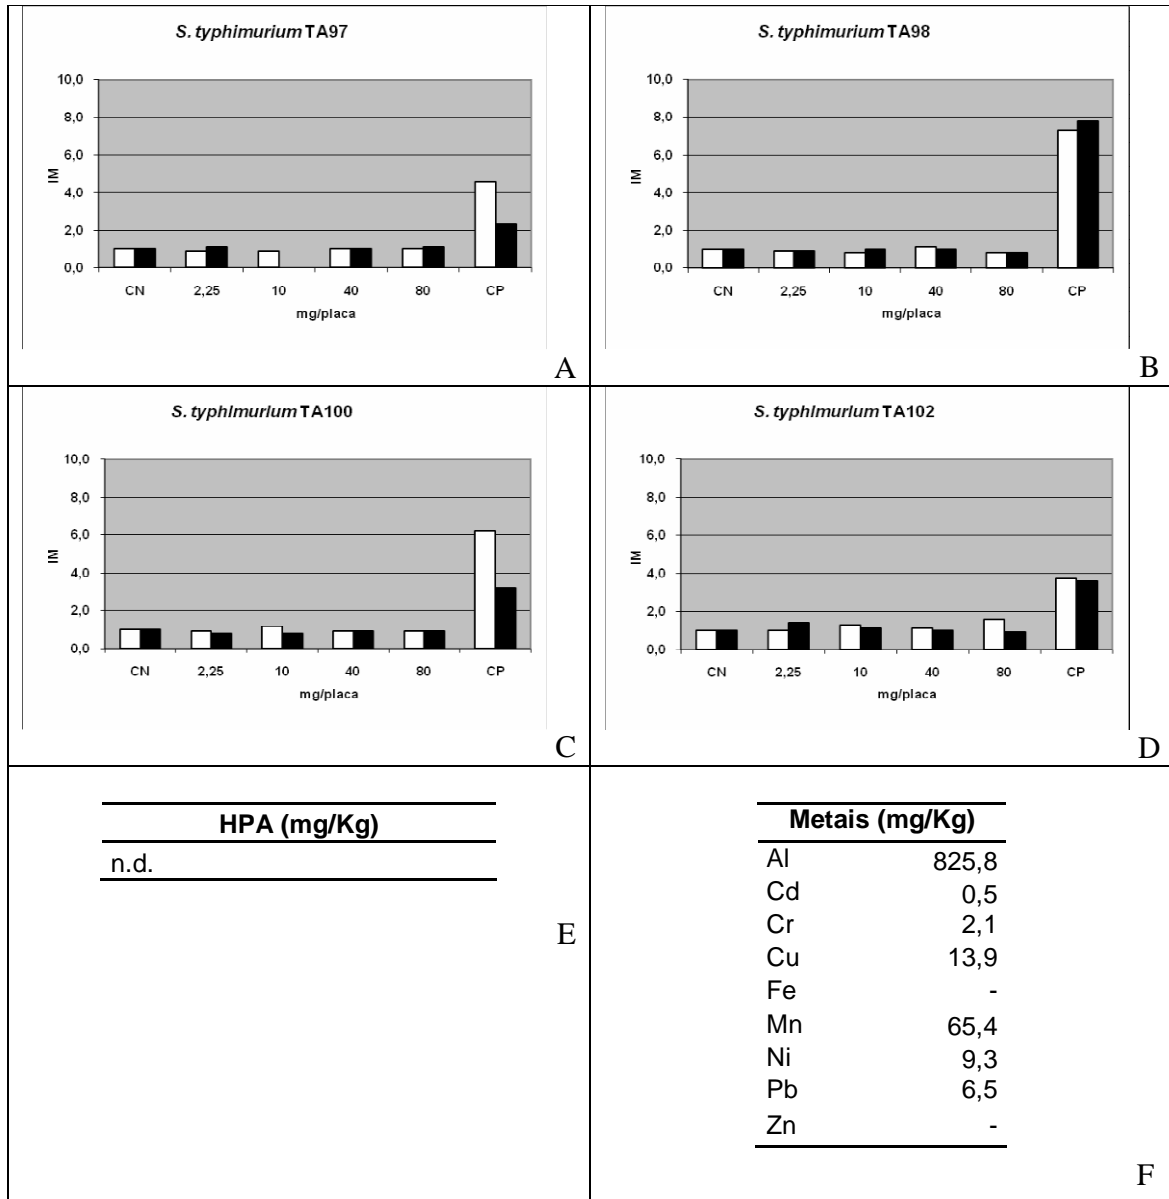 S. typhimurium TA97
10,0
8,0
6,0
4,0
2,0
0,0
IM
CN 2,25 10 40 80 CP
mg/placa
A
S. typhimurium TA98
10,0
8,0
6,0
4,0
2,0
0,0
IM
CN 2,25 10 40 80 CP
mg/placa
B
S. typhimurium TA100
10,0
8,0
6,0
4,0
2,0
0,0
IM
CN 2,25 10 40 80 CP
mg/placa
C
S. typhimurium TA102
10,0
8,0
6,0
4,0
2,0
0,0
IM
CN 2,25 10 40 80 CP
mg/placa
D
HPA (mg/Kg)
n.d.
E
Metais (mg/Kg)
Al 825,8
Cd 0,5
Cr 2,1
Cu 13,9
Fe -
Mn 65,4
Ni 9,3
Pb 6,5
Zn -
F